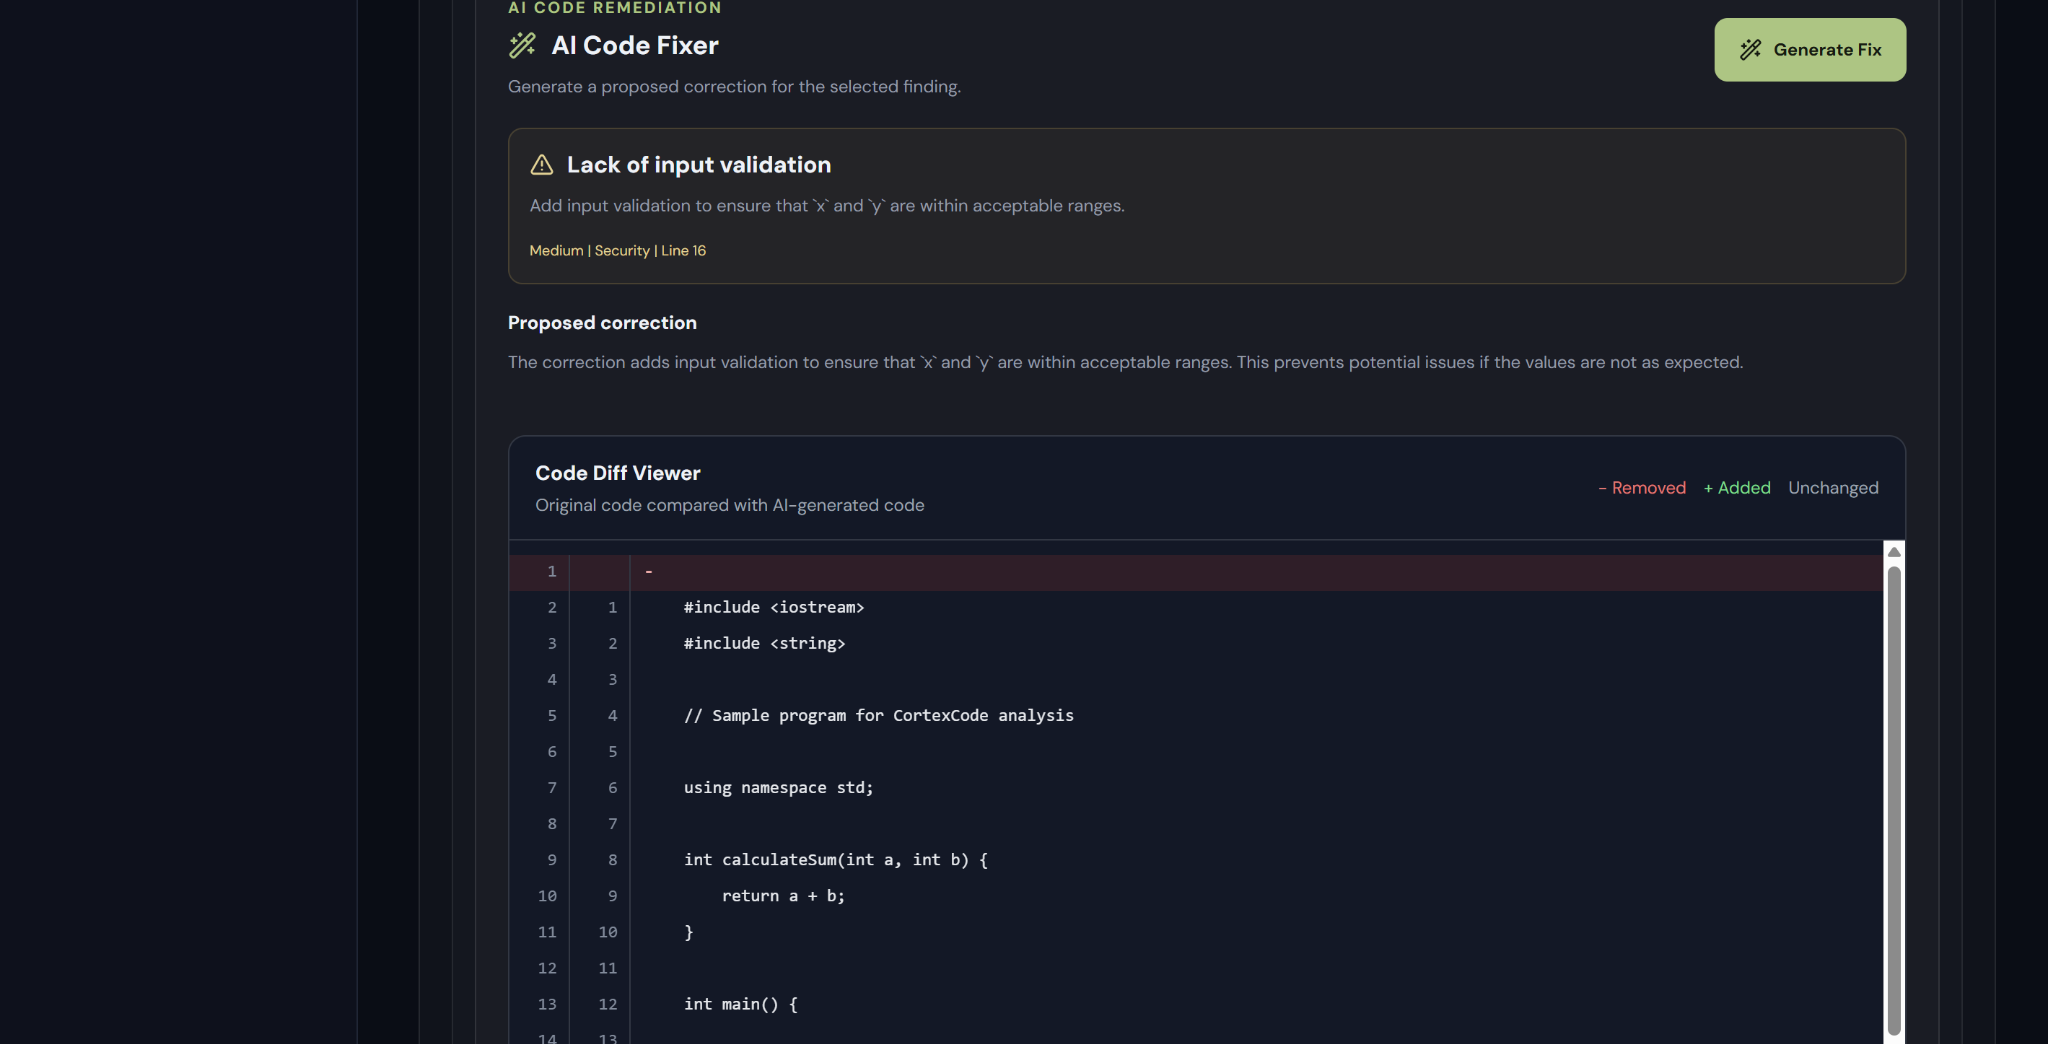 AI CODE REMEDIATION
AI Code Fixer
Generate Fix
Generate a proposed correction for the selected finding.
Lack of input validation
Add input validation to ensure that `x` and `y` are within acceptable ranges.
Medium | Security | Line 16
Proposed correction
The correction adds input validation to ensure that `x` and `y` are within acceptable ranges. This prevents potential issues if the values are not as expected.
Code Diff Viewer
Original code compared with AI-generated code
- Removed + Added Unchanged
1 -
2 1 #include <iostream>
3 2 #include <string>
4 3
5 4 // Sample program for CortexCode analysis
6 5
7 6 using namespace std;
8 7
9 8 int calculateSum(int a, int b) {
10 9 return a + b;
11 10 }
12 11
13 12 int main() {
14 13